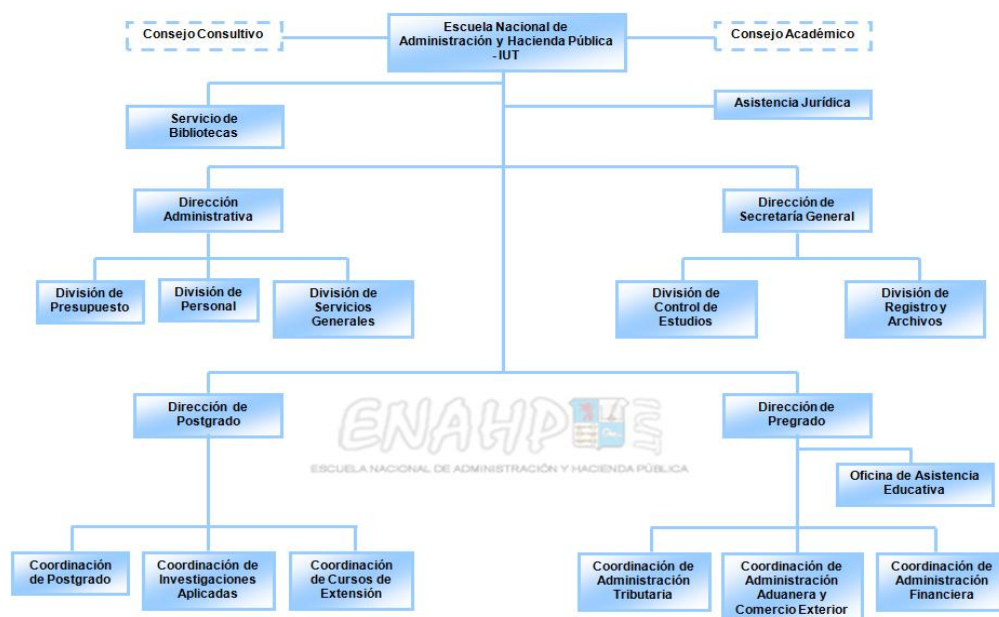 Consejo Consultivo
Escuela Nacional de
Administración y Hacienda Pública
- IUT
Consejo Académico
Servicio de
Bibliotecas
Asistencia Jurídica
Dirección
Administrativa
Dirección de
Secretaría General
División de
Presupuesto
División de
Personal
División de
Servicios
Generales
División de
Control de
Estudios
División de
Registro y
Archivos
Dirección de
Postgrado
ENAHP IUT
ESCUELA NACIONAL DE ADMINISTRACIÓN Y HACIENDA PÚBLICA
Dirección de
Pregrado
Oficina de Asistencia
Educativa
Coordinación
de Postgrado
Coordinación de
Investigaciones
Aplicadas
Coordinación
de Cursos de
Extensión
Coordinación de
Administración
Tributaria
Coordinación de
Administración
Aduanera y
Comercio Exterior
Coordinación de
Administración
Financiera